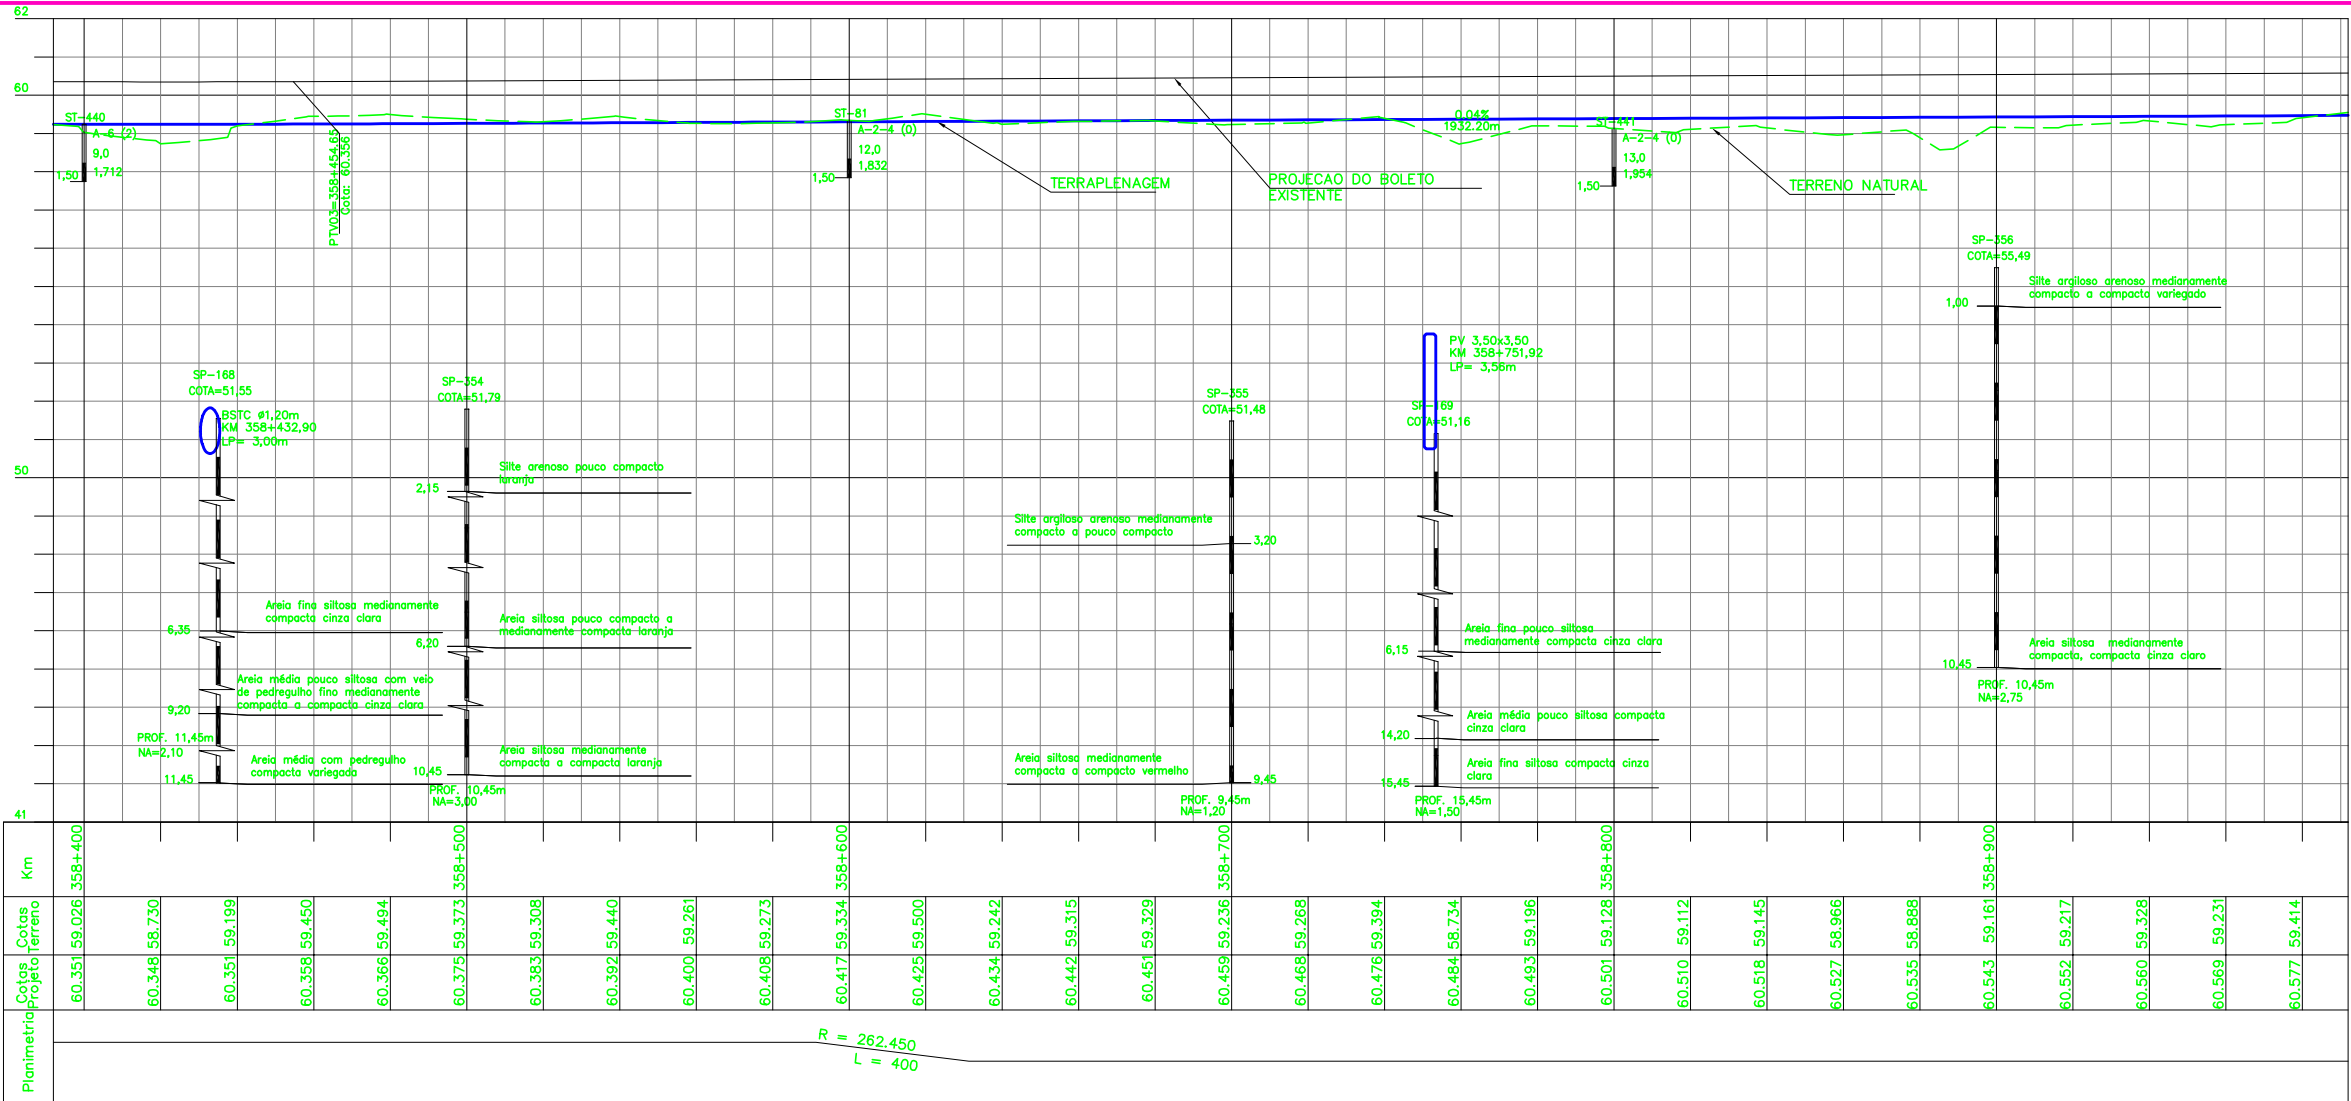 62
60
50
41
ST-440
A-6 (2)
9,0
1,712
1,50
PTV03=358+454.65
Cota: 60.356
ST-81
A-2-4 (0)
12,0
1,832
1,50
TERRAPLENAGEM
PROJECAO DO BOLETO
EXISTENTE
0.04%
1932.20m
ST-441
A-2-4 (0)
13,0
1,954
1,50
TERRENO NATURAL
SP-168
COTA=51,55
BSTC Ø1,20m
KM 358+432,90
LP= 3,00m
Areia fina siltosa medianamente
compacta cinza clara
6,35
Areia média pouco siltosa com veio
de pedregulho fino medianamente
compacta a compacta cinza clara
9,20
PROF. 11,45m
NA=2,10
Areia média com pedregulho
compacta variegada
11,45
SP-354
COTA=51,79
Silte arenoso pouco compacto
laranja
2,15
Areia siltosa pouco compacto a
medianamente compacta laranja
6,20
Areia siltosa medianamente
compacta a compacta laranja
10,45
PROF. 10,45m
NA=3,00
SP-355
COTA=51,48
Silte argiloso arenoso medianamente
compacto a pouco compacto
3,20
Areia siltosa medianamente
compacta a compacto vermelho
9,45
PROF. 9,45m
NA=1,20
PV 3,50x3,50
KM 358+751,92
LP= 3,56m
SP-169
COTA=51,16
Areia fina pouco siltosa
medianamente compacta cinza clara
6,15
Areia média pouco siltosa compacta
cinza clara
14,20
Areia fina siltosa compacta cinza
clara
15,45
PROF. 15,45m
NA=1,50
SP-356
COTA=55,49
Silte argiloso arenoso medianamente
compacto a compacta variegado
1,00
Areia siltosa medianamente
compacta, compacta cinza claro
10,45
PROF. 10,45m
NA=2,75
Km
358+400
358+500
358+600
358+700
358+800
358+900
Cotas
Terreno
59.026
58.730
59.199
59.450
59.494
59.373
59.308
59.440
59.261
59.273
59.334
59.500
59.242
59.315
59.329
59.236
59.268
59.394
58.734
59.196
59.128
59.112
59.145
58.966
58.888
59.161
59.217
59.328
59.231
59.414
Cotas
Projeto
60.351
60.348
60.351
60.358
60.366
60.375
60.383
60.392
60.400
60.408
60.417
60.425
60.434
60.442
60.451
60.459
60.468
60.476
60.484
60.493
60.501
60.510
60.518
60.527
60.535
60.543
60.552
60.560
60.569
60.577
Planimetria
R = 262.450
L = 400